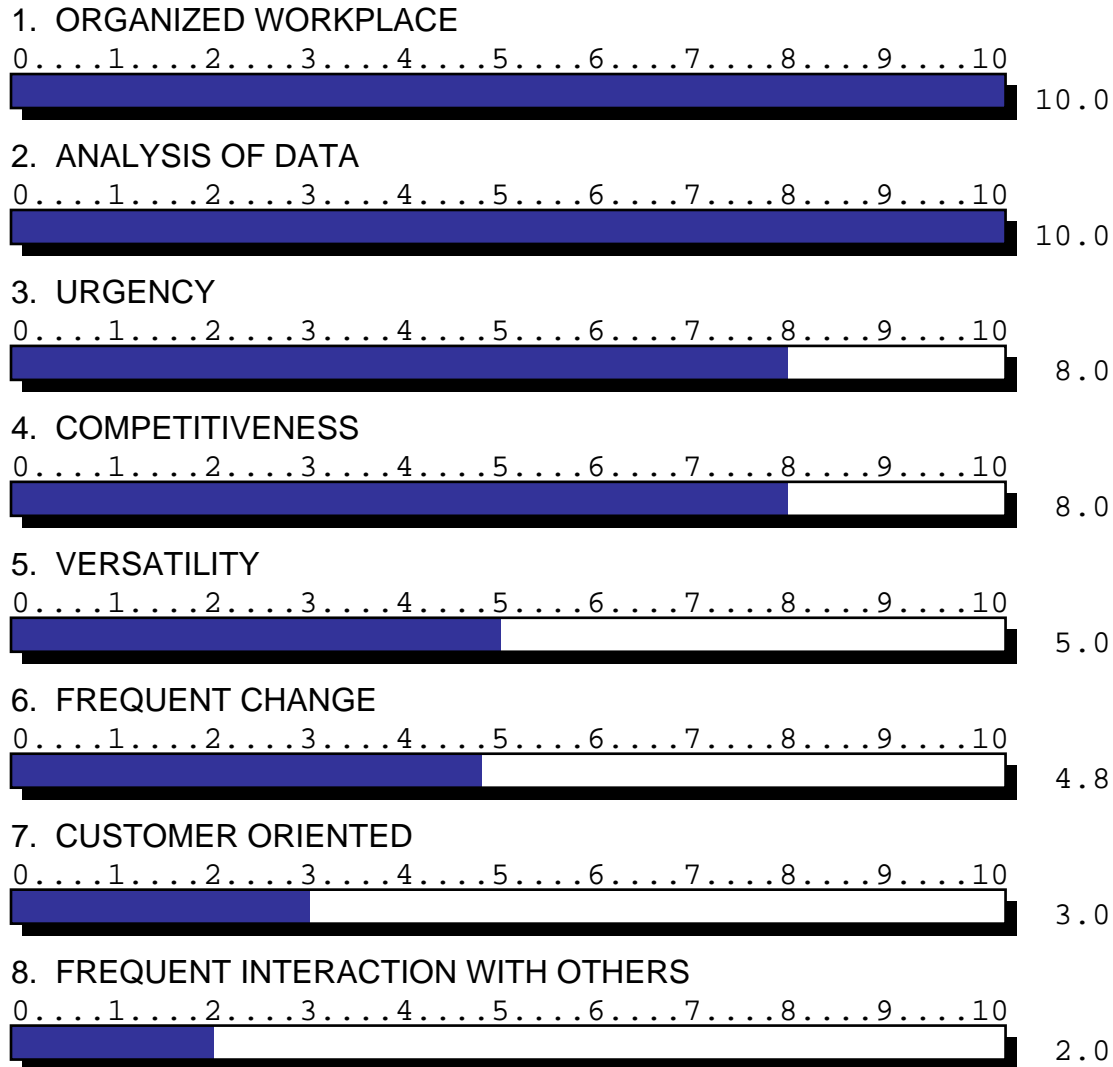 1. ORGANIZED WORKPLACE
0....1....2....3....4....5....6....7....8....9....10
10.0
2. ANALYSIS OF DATA
0....1....2....3....4....5....6....7....8....9....10
10.0
3. URGENCY
0....1....2....3....4....5....6....7....8....9....10
8.0
4. COMPETITIVENESS
0....1....2....3....4....5....6....7....8....9....10
8.0
5. VERSATILITY
0....1....2....3....4....5....6....7....8....9....10
5.0
6. FREQUENT CHANGE
0....1....2....3....4....5....6....7....8....9....10
4.8
7. CUSTOMER ORIENTED
0....1....2....3....4....5....6....7....8....9....10
3.0
8. FREQUENT INTERACTION WITH OTHERS
0....1....2....3....4....5....6....7....8....9....10
2.0